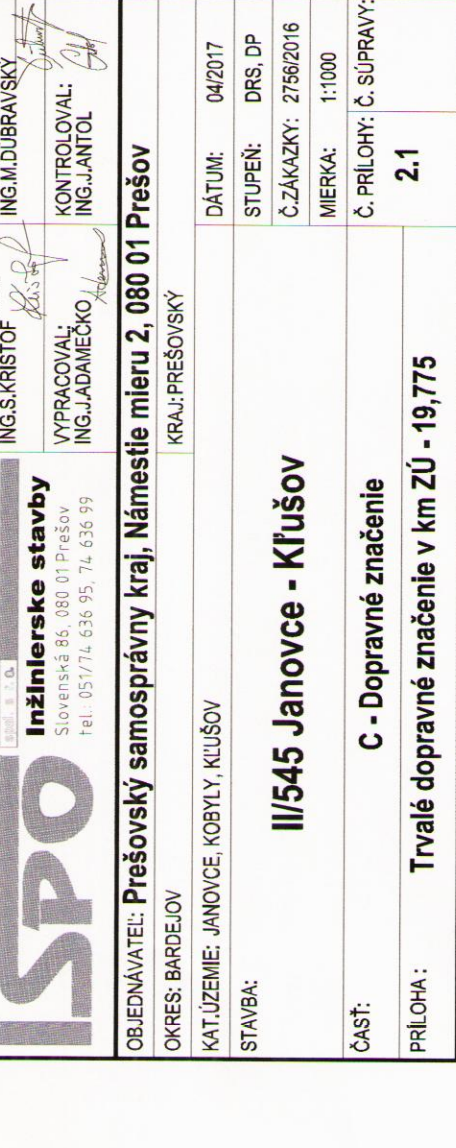 ISPO
spol. s r.o.
Inžinierske stavby
Slovenská 86, 080 01 Prešov
tel.: 051/74 636 95, 74 636 99
ING.S.KRISTOF
ING.M.DUBRAVSKÝ
VYPRACOVAL:
ING.J.ADAMEČKO
KONTROLOVAL:
ING.J.ANTOL
OBJEDNÁVATEĽ: Prešovský samosprávny kraj, Námestie mieru 2, 080 01 Prešov
OKRES: BARDEJOV
KRAJ: PREŠOVSKÝ
KAT.ÚZEMIE: JANOVCE, KOBYLY, KĽUŠOV
DÁTUM: 04/2017
STAVBA:
II/545 Janovce - Kľušov
STUPEŇ: DRS, DP
Č.ZÁKAZKY: 2756/2016
MIERKA: 1:1000
ČASŤ:
C - Dopravné značenie
Č. PRÍLOHY:
Č. SÚPRAVY:
PRÍLOHA :
Trvalé dopravné značenie v km ZÚ - 19,775
2.1